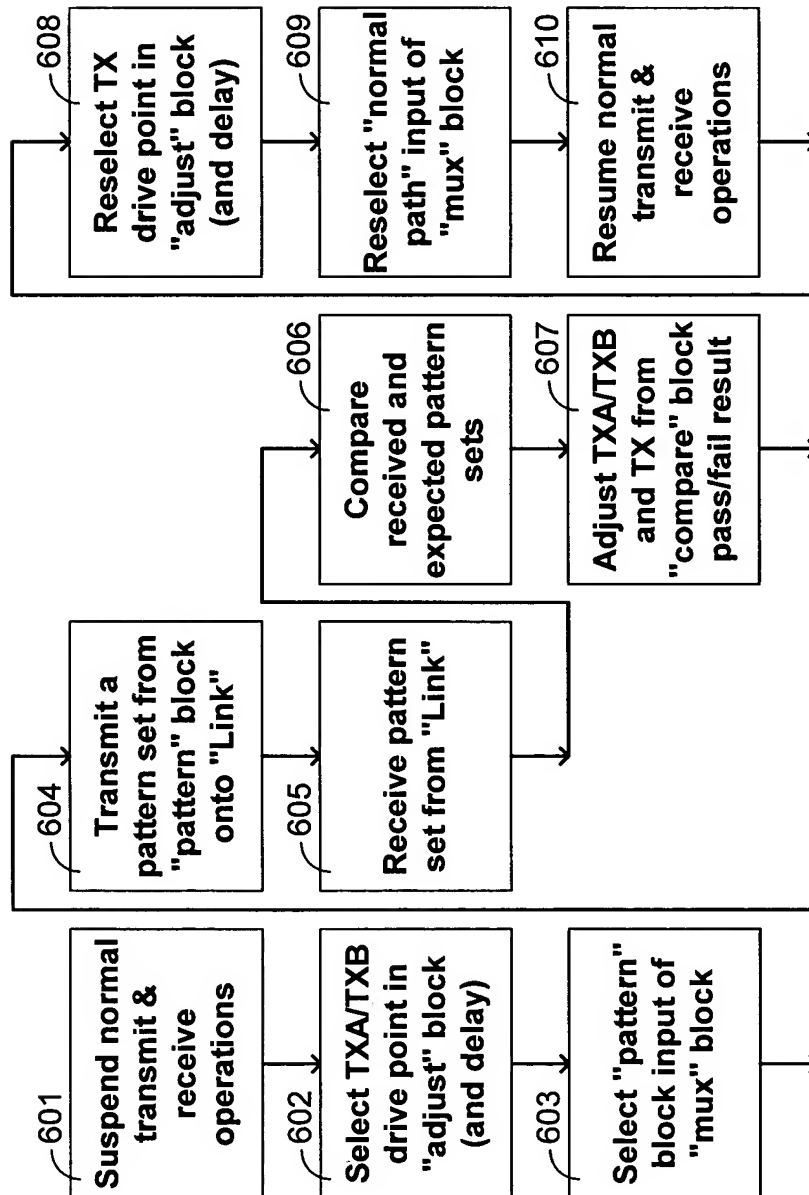 601
Suspend normal
transmit &
receive
operations
602
Select TXA/TXB
drive point in
"adjust" block
(and delay)
603
Select "pattern"
block input of
"mux" block
604
Transmit a
pattern set from
"pattern" block
onto "Link"
605
Receive pattern
set from "Link"
606
Compare
received and
expected pattern
sets
607
Adjust TXA/TXB
and TX from
"compare" block
pass/fail result
608
Reselect TX
drive point in
"adjust" block
(and delay)
609
Reselect "normal
path" input of
"mux" block
610
Resume normal
transmit &
receive
operations